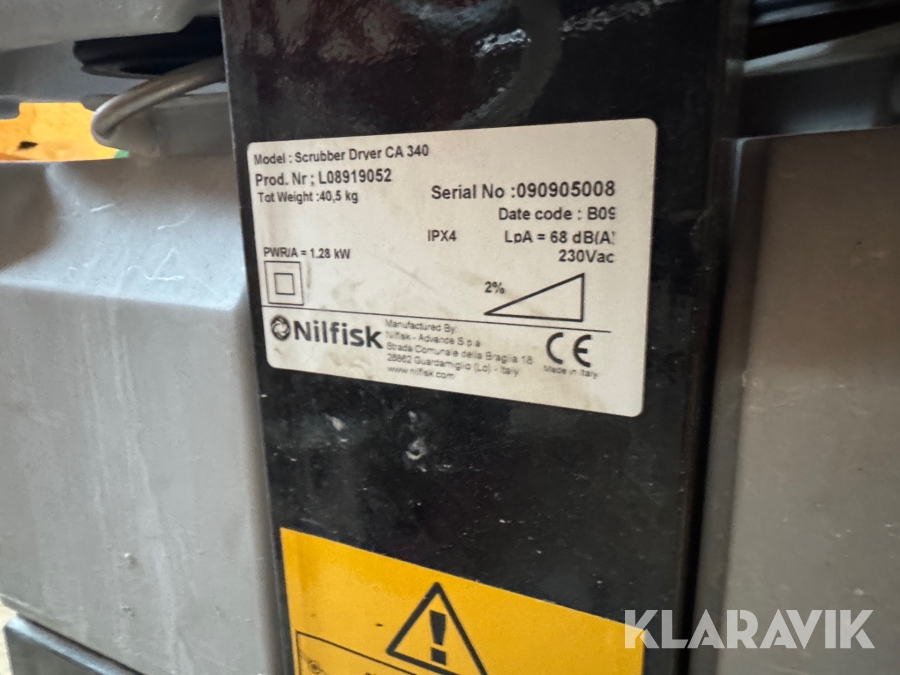 Model : Scrubber Dryer CA 340
Prod. Nr ; L08919052
Tot Weight :40,5 kg
Serial No :090905008
Date code : B09
IPX4
LpA = 68 dB(A)
PWR/A = 1.28 kW
230Vac
2%
Nilfisk
Manufactured By:
Nilfisk - Advance S.p.a
Strada Comunale della Braglia 18
26862 Guardamiglio (Lo) - Italy
www.nilfisk.com
CE
Made in Italy
KLARAVIK